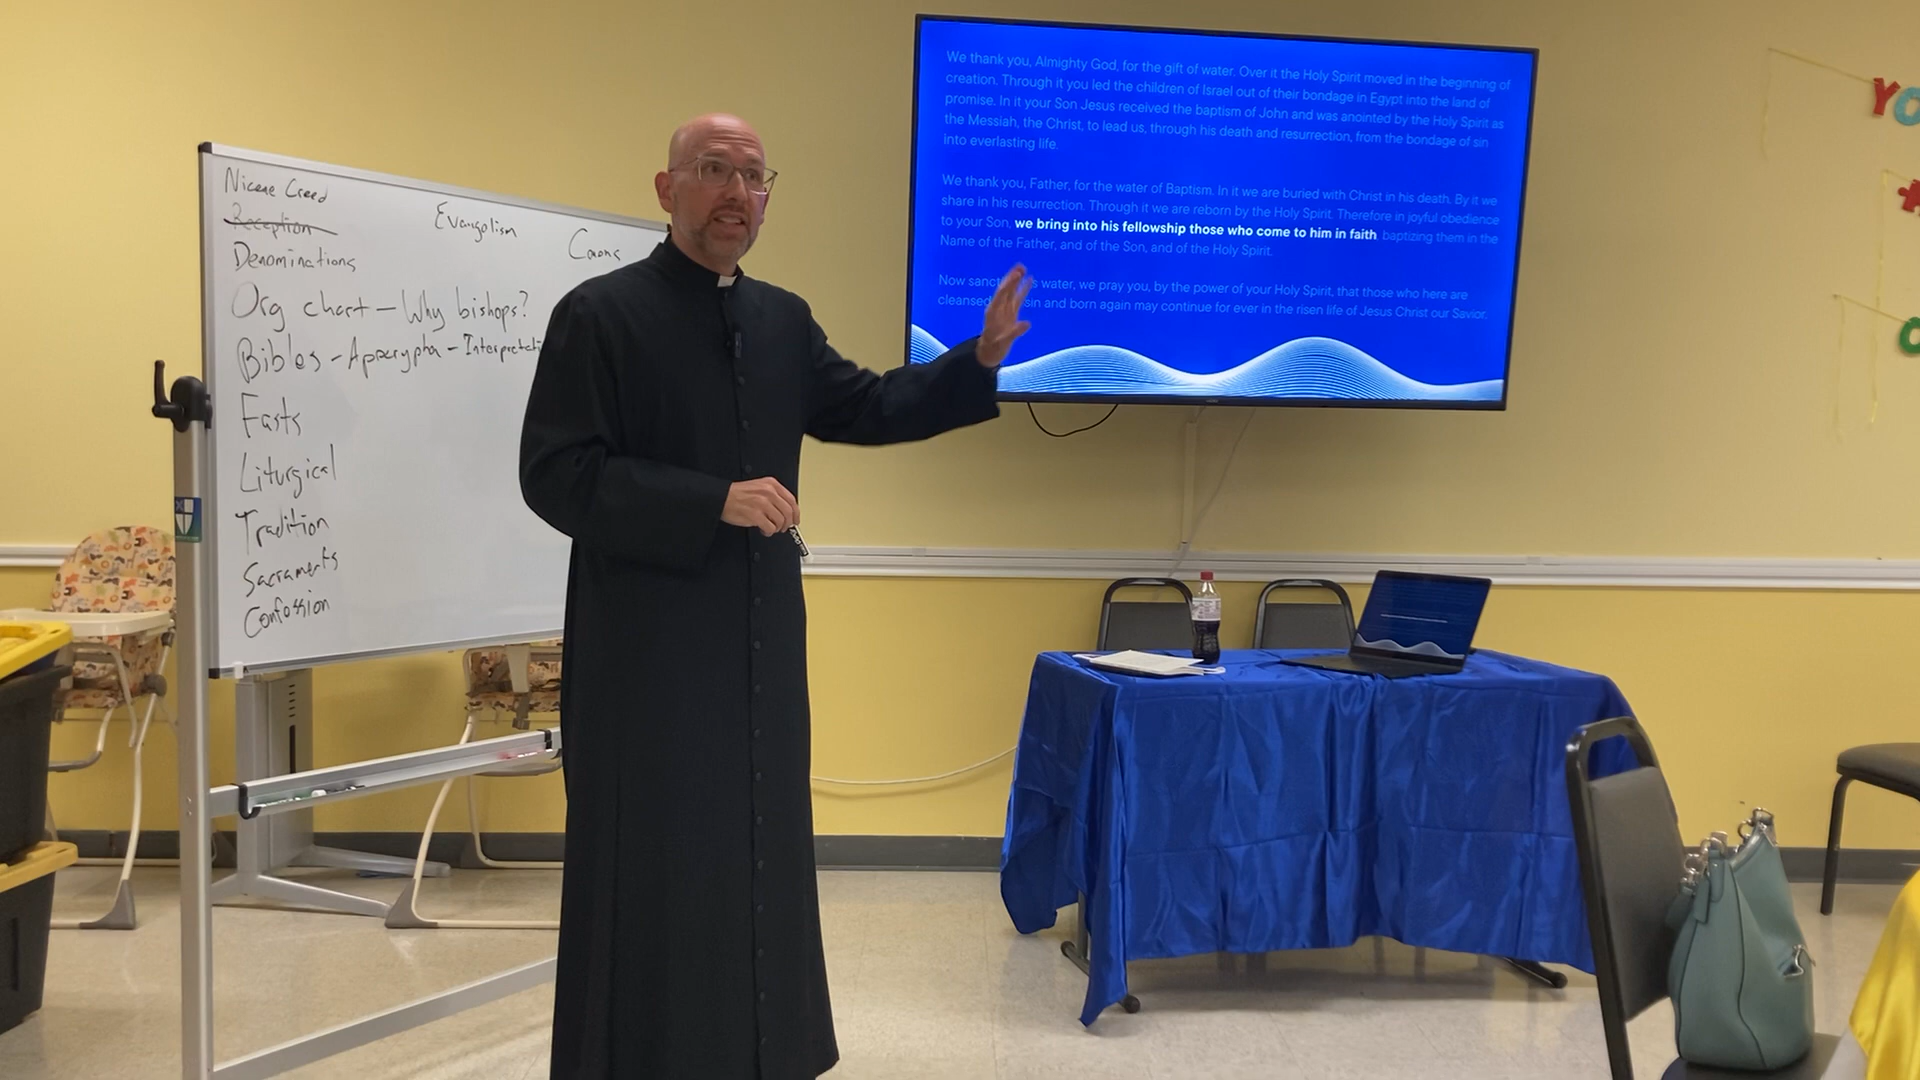 Nicene Creed
Reception
Denominations
Evangolism
Canons
Org chart - Why bishops?
Bibles - Apperypha - Interpretati
Fasts
Liturgical
Tradition
Sacraments
Confossion
We thank you, Almighty God, for the gift of water. Over it the Holy Spirit moved in the beginning of
creation. Through it you led the children of Israel out of their bondage in Egypt into the land of
promise. In it your Son Jesus received the baptism of John and was anointed by the Holy Spirit as
the Messiah, the Christ, to lead us, through his death and resurrection, from the bondage of sin
into everlasting life.
We thank you, Father, for the water of Baptism. In it we are buried with Christ in his death. By it we
share in his resurrection. Through it we are reborn by the Holy Spirit. Therefore in joyful obedience
to your Son, we bring into his fellowship those who come to him in faith, baptizing them in the
Name of the Father, and of the Son, and of the Holy Spirit.
Now sanct s water, we pray you, by the power of your Holy Spirit, that those who here are
cleansed sin and born again may continue for ever in the risen life of Jesus Christ our Savior.
YO